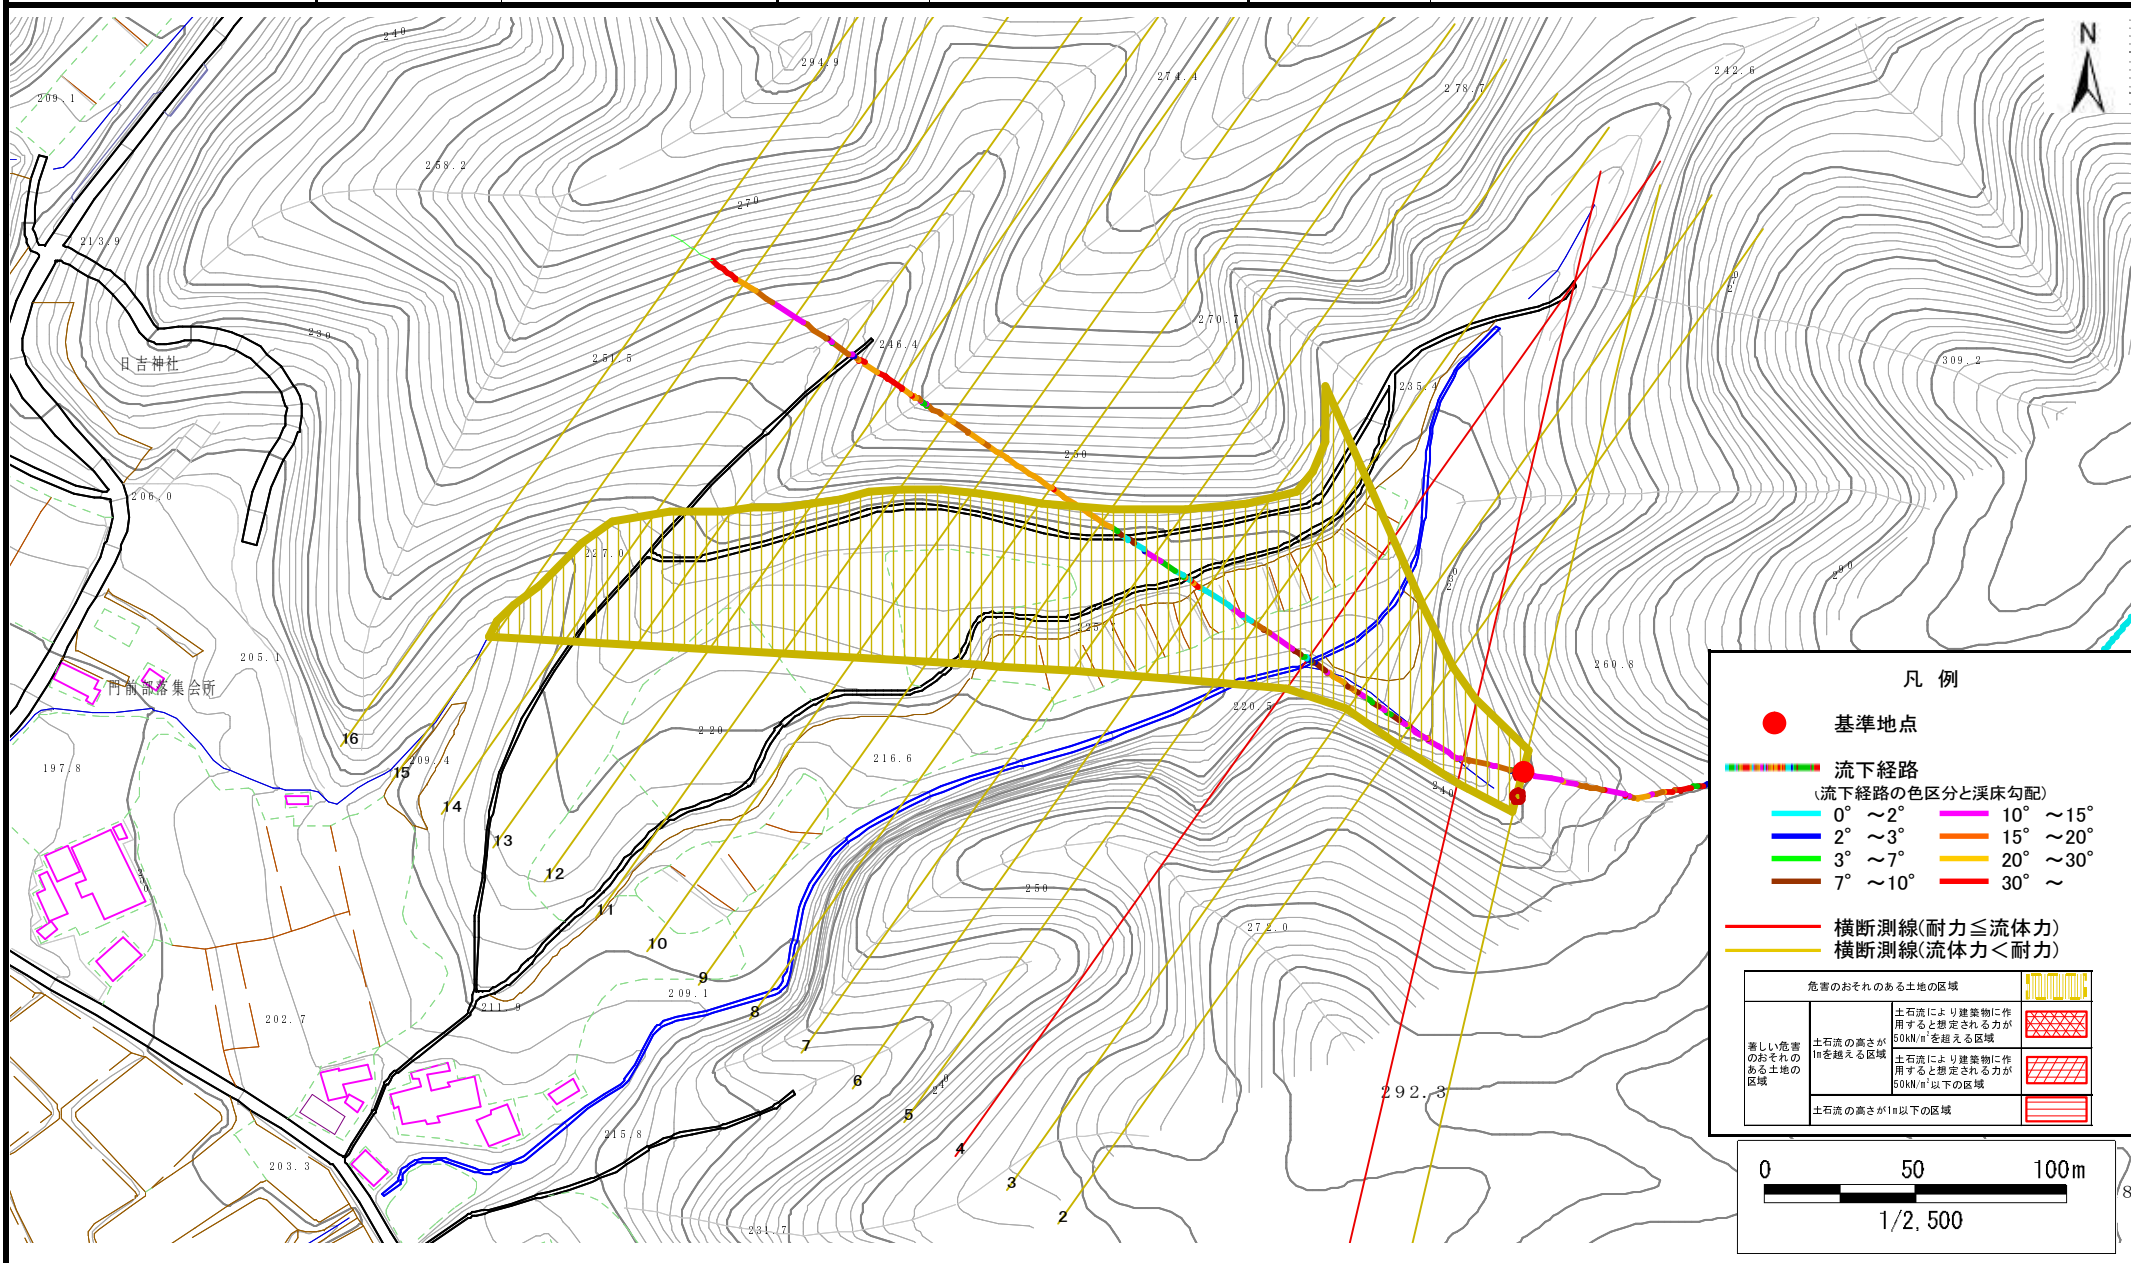 N
240
294.9
274.4
278.7
242.6
209.1
258.2
270
213.9
270
230
日吉神社
251.5
246.4
270.7
235.4
309.2
250
206.0
227.0
230
290
225.7
205.1
260.8
門前部落集会所
220.5
220
16
15
209.4
197.8
216.6
240
14
13
12
11
10
9
8
7
6
5
4
3
2
250
272.0
209.1
211.9
202.7
240
292.3
215.8
203.3
231.7
凡 例
基準地点
流下経路
(流下経路の色区分と渓床勾配)
0° ～2° 10° ～15°
2° ～3° 15° ～20°
3° ～7° 20° ～30°
7° ～10° 30° ～
横断測線(耐力≦流体力)
横断測線(流体力＜耐力)
危害のおそれのある土地の区域
著しい危害
のおそれの
ある土地の
区域
土石流の高さが
1mを越える区域
土石流により建築物に作
用すると想定される力が
50kN/m²を超える区域
土石流により建築物に作
用すると想定される力が
50kN/m²以下の区域
土石流の高さが1m以下の区域
0 50 100m
1/2,500
8